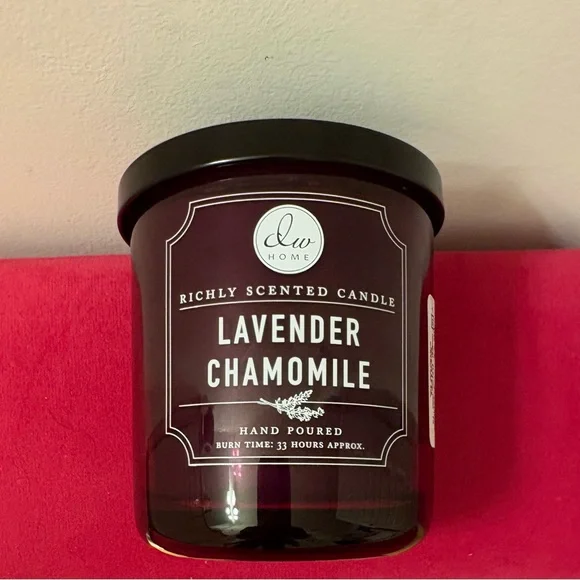 dw
HOME
RICHLY SCENTED CANDLE
LAVENDER
CHAMOMILE
HAND POURED
BURN TIME: 33 HOURS APPROX.